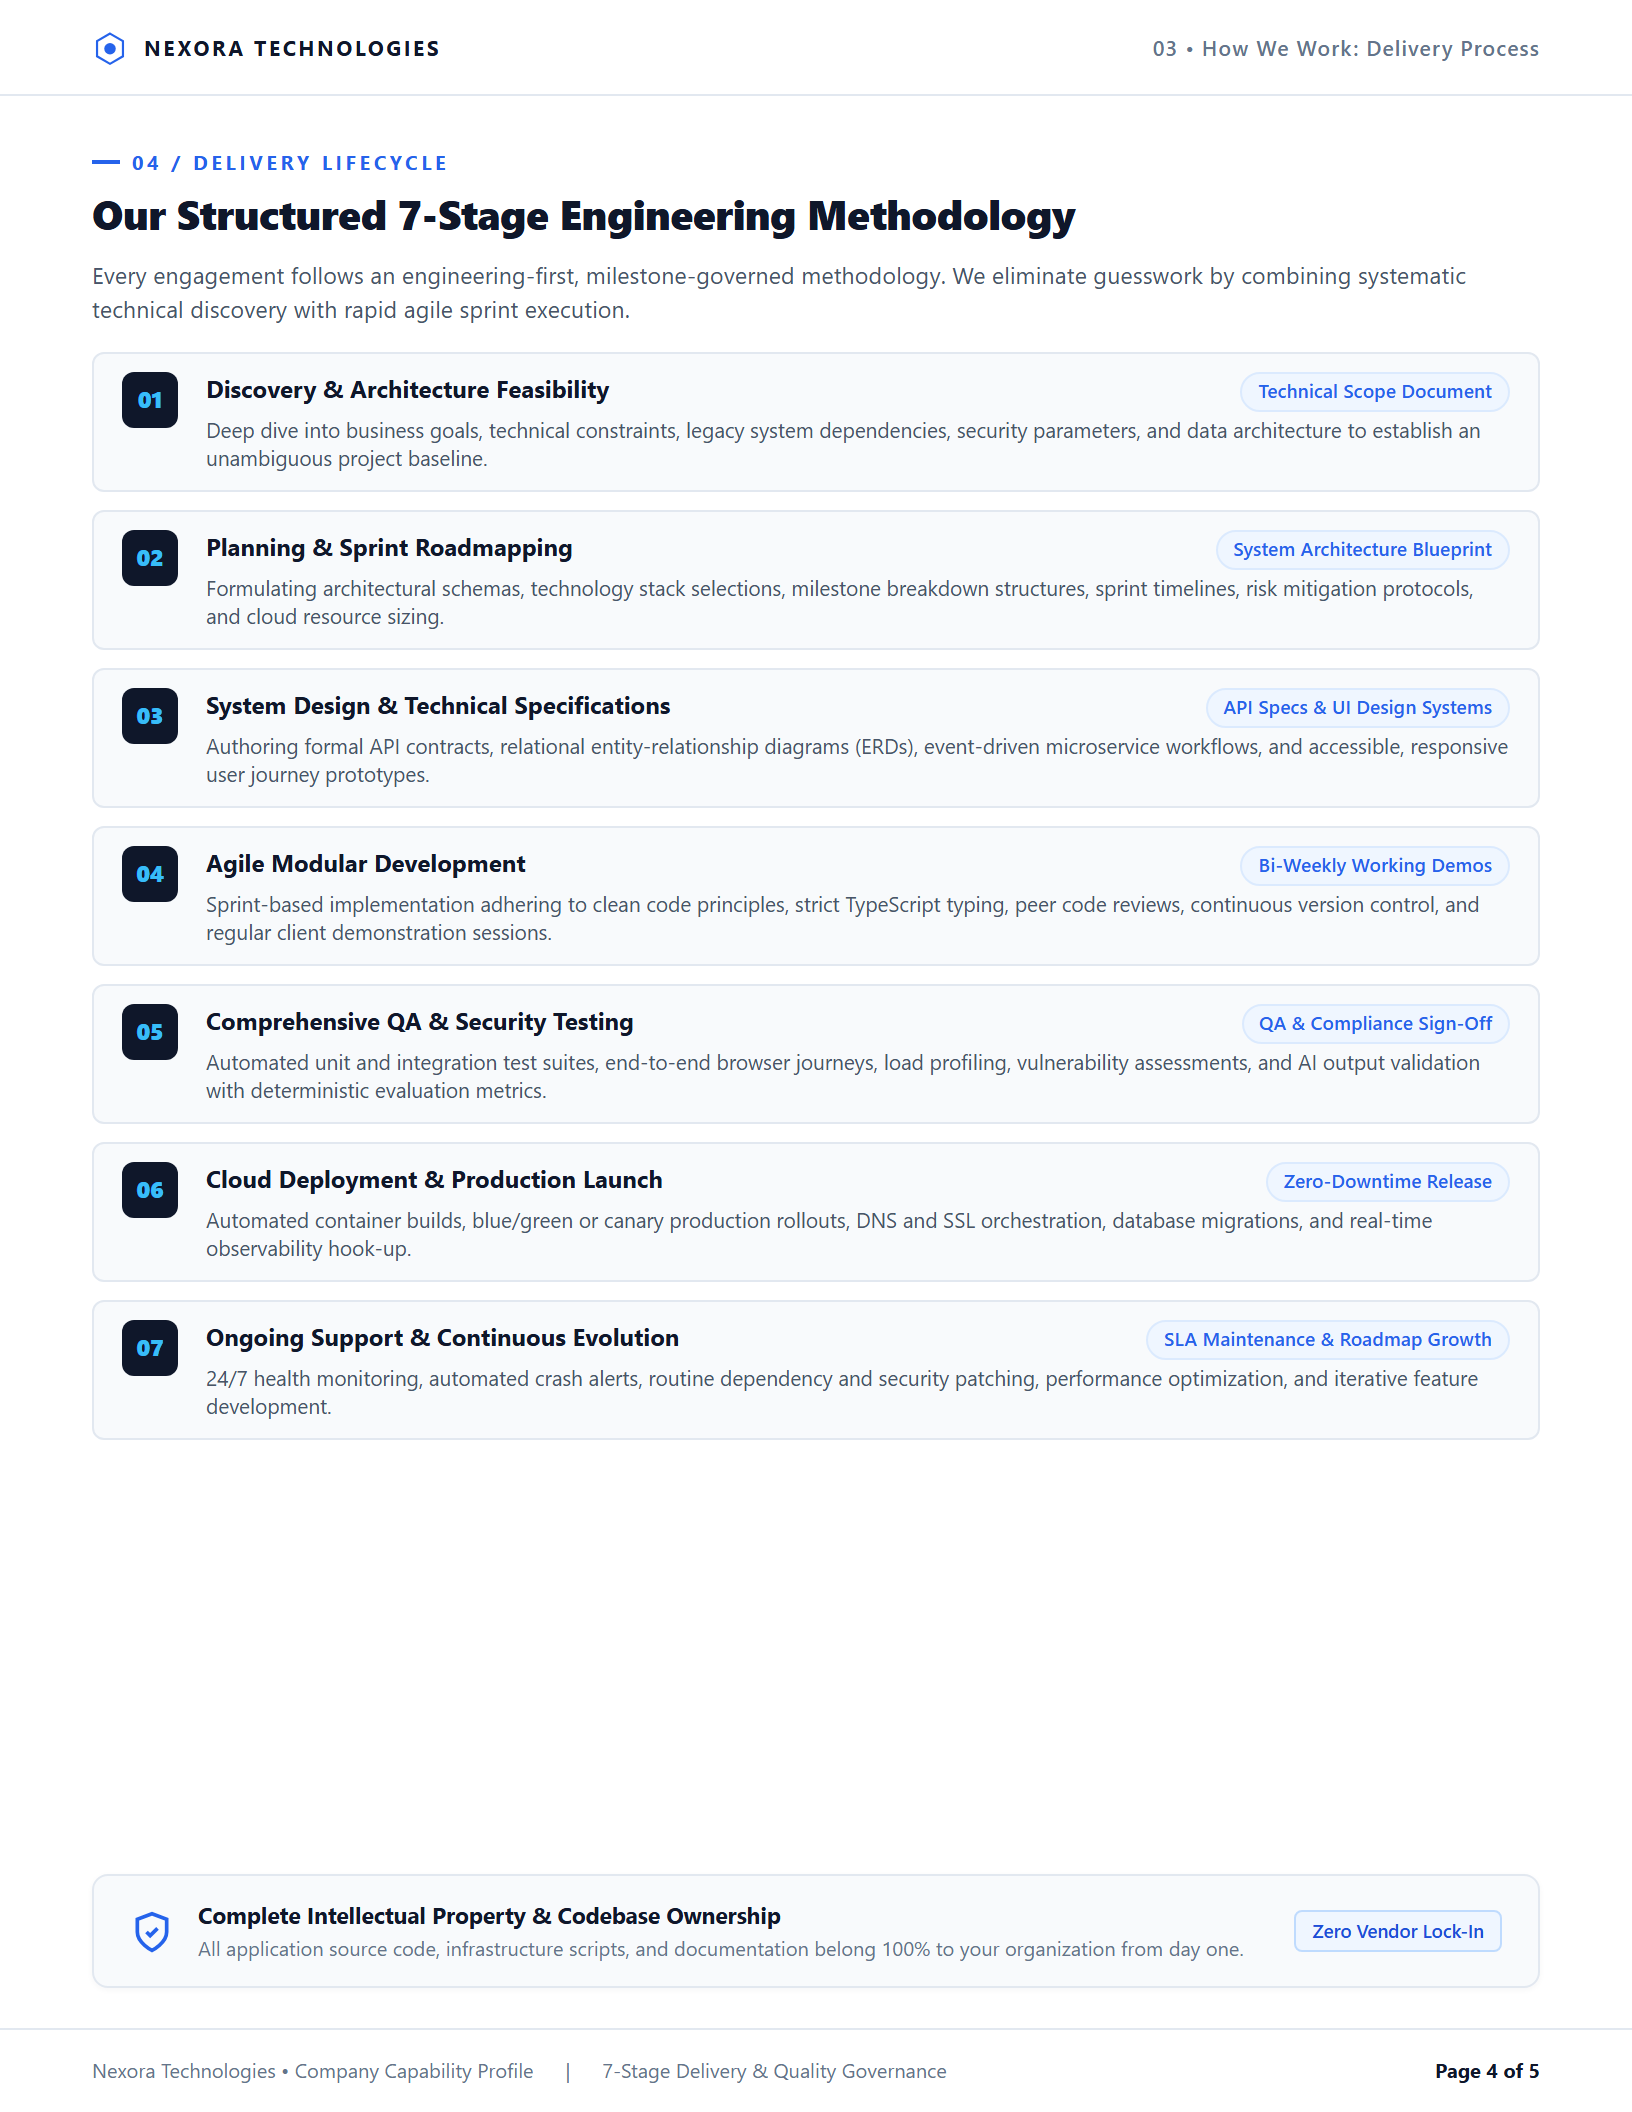 NEXORA TECHNOLOGIES
03 • How We Work: Delivery Process
04 / DELIVERY LIFECYCLE
Our Structured 7-Stage Engineering Methodology
Every engagement follows an engineering-first, milestone-governed methodology. We eliminate guesswork by combining systematic
technical discovery with rapid agile sprint execution.
01
Discovery & Architecture Feasibility
Technical Scope Document
Deep dive into business goals, technical constraints, legacy system dependencies, security parameters, and data architecture to establish an
unambiguous project baseline.
02
Planning & Sprint Roadmapping
System Architecture Blueprint
Formulating architectural schemas, technology stack selections, milestone breakdown structures, sprint timelines, risk mitigation protocols,
and cloud resource sizing.
03
System Design & Technical Specifications
API Specs & UI Design Systems
Authoring formal API contracts, relational entity-relationship diagrams (ERDs), event-driven microservice workflows, and accessible, responsive
user journey prototypes.
04
Agile Modular Development
Bi-Weekly Working Demos
Sprint-based implementation adhering to clean code principles, strict TypeScript typing, peer code reviews, continuous version control, and
regular client demonstration sessions.
05
Comprehensive QA & Security Testing
QA & Compliance Sign-Off
Automated unit and integration test suites, end-to-end browser journeys, load profiling, vulnerability assessments, and AI output validation
with deterministic evaluation metrics.
06
Cloud Deployment & Production Launch
Zero-Downtime Release
Automated container builds, blue/green or canary production rollouts, DNS and SSL orchestration, database migrations, and real-time
observability hook-up.
07
Ongoing Support & Continuous Evolution
SLA Maintenance & Roadmap Growth
24/7 health monitoring, automated crash alerts, routine dependency and security patching, performance optimization, and iterative feature
development.
Complete Intellectual Property & Codebase Ownership
All application source code, infrastructure scripts, and documentation belong 100% to your organization from day one.
Zero Vendor Lock-In
Nexora Technologies • Company Capability Profile | 7-Stage Delivery & Quality Governance
Page 4 of 5